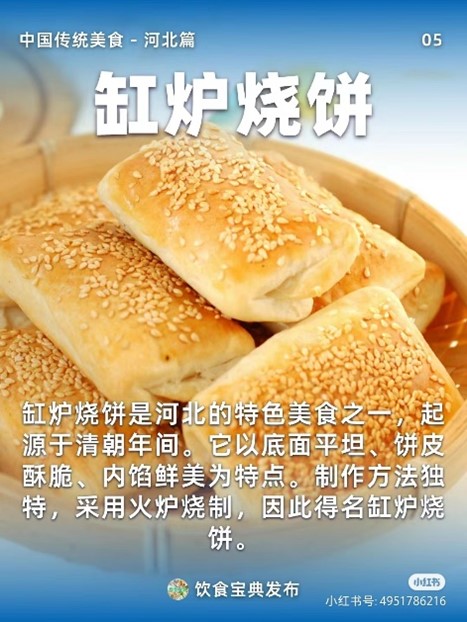 中国传统美食 - 河北篇
05
缸炉烧饼
缸炉烧饼是河北的特色美食之一，起
源于清朝年间。它以底面平坦、饼皮
酥脆、内馅鲜美为特点。制作方法独
特，采用火炉烧制，因此得名缸炉烧
饼。
饮食宝典发布
小红书
小红书号: 4951786216